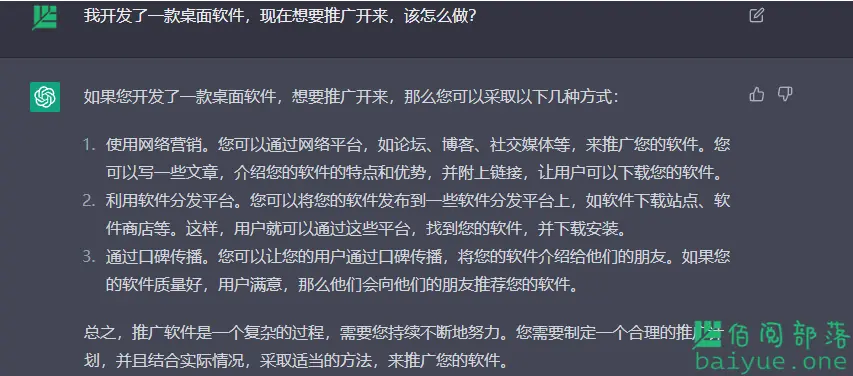 我开发了一款桌面软件，现在想要推广开来，该怎么做？
如果您开发了一款桌面软件，想要推广开来，那么您可以采取以下几种方式：
1. 使用网络营销。您可以通过网络平台，如论坛、博客、社交媒体等，来推广您的软件。您
可以写一些文章，介绍您的软件的特点和优势，并附上链接，让用户可以下载您的软件。
2. 利用软件分发平台。您可以将您的软件发布到一些软件分发平台上，如软件下载站点、软
件商店等。这样，用户就可以通过这些平台，找到您的软件，并下载安装。
3. 通过口碑传播。您可以让您的用户通过口碑传播，将您的软件介绍给他们的朋友。如果您
的软件质量好，用户满意，那么他们会向他们的朋友推荐您的软件。
总之，推广软件是一个复杂的过程，需要您持续不断地努力。您需要制定一个合理的推广计
划，并且结合实际情况，采取适当的方法，来推广您的软件。
佰阅部落
baiyue.one